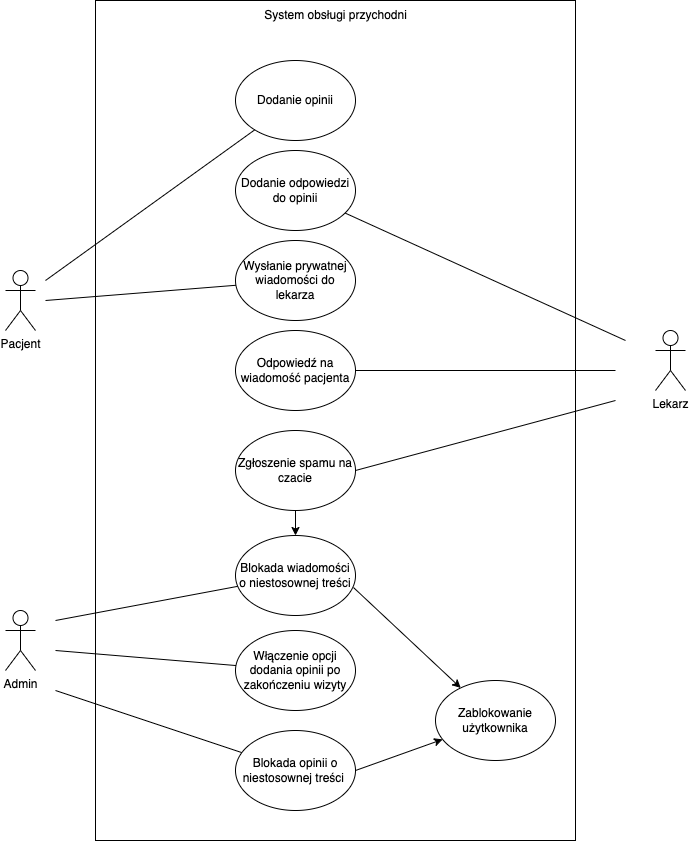 System obsługi przychodni
Dodanie opinii
Dodanie odpowiedzi
do opinii
Wysłanie prywatnej
wiadomości do
lekarza
Pacjent
Odpowiedź na
wiadomość pacjenta
Lekarz
Zgłoszenie spamu na
czacie
Blokada wiadomości
o niestosownej treści
Admin
Włączenie opcji
dodania opinii po
zakończeniu wizyty
Zablokowanie
użytkownika
Blokada opinii o
niestosownej treści